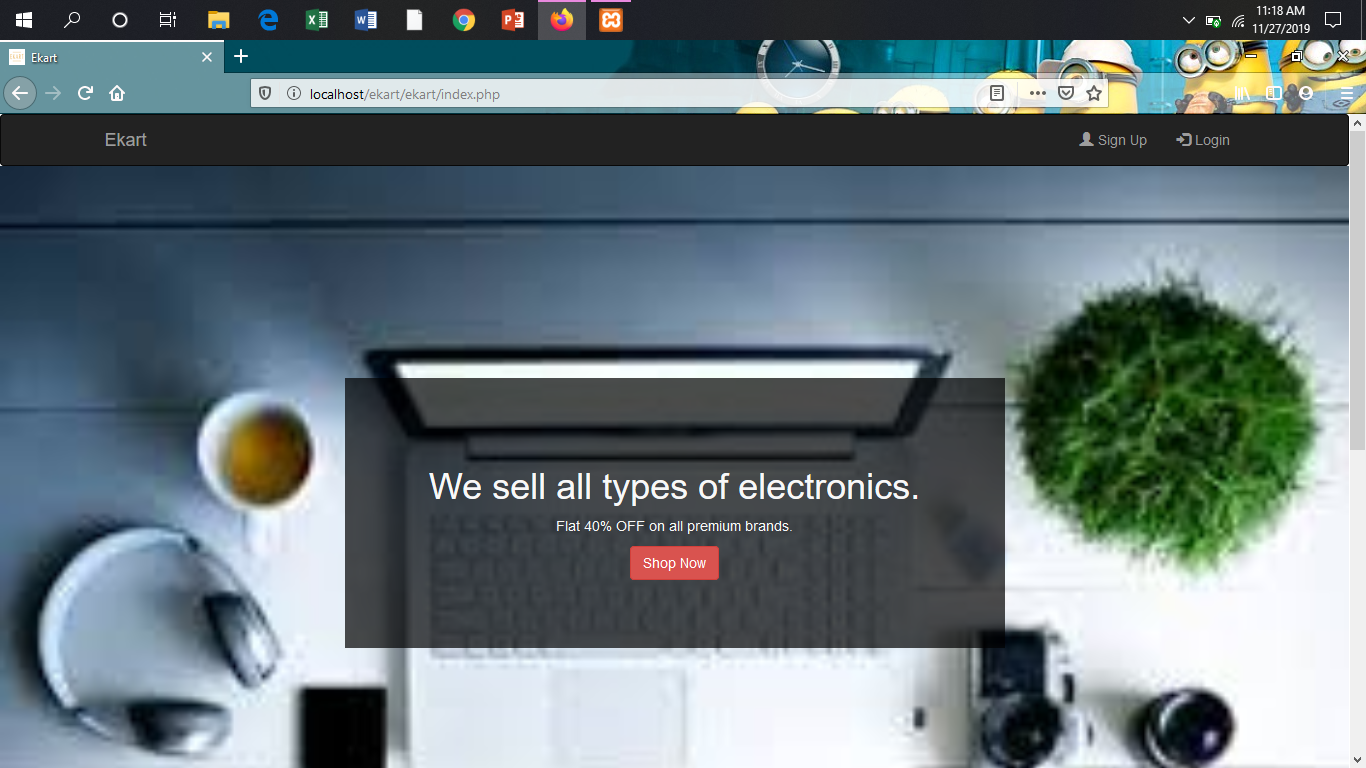 11:18 AM
11/27/2019
Ekart
localhost/ekart/ekart/index.php
Ekart Sign Up Login
We sell all types of electronics.
Flat 40% OFF on all premium brands.
Shop Now